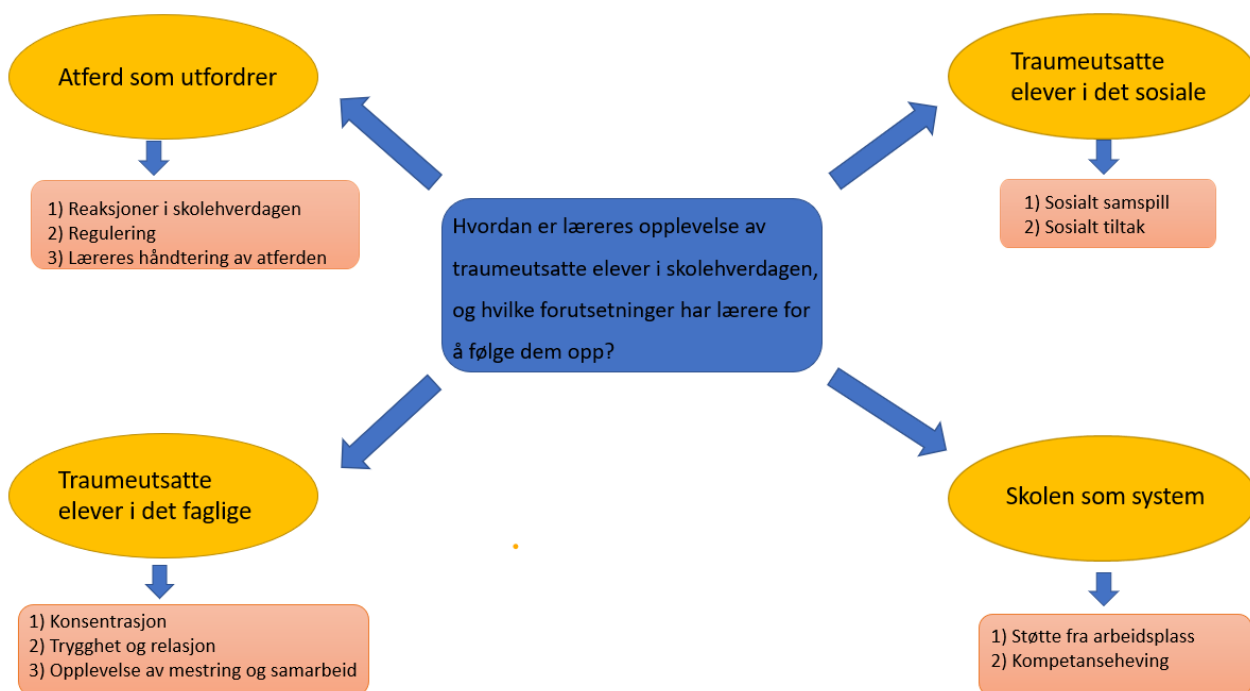 Atferd som utfordrer
1) Reaksjoner i skolehverdagen
2) Regulering
3) Læreres håndtering av atferden
Traumeutsatte
elever i det sosiale
1) Sosialt samspill
2) Sosialt tiltak
Hvordan er læreres opplevelse av
traumeutsatte elever i skolehverdagen,
og hvilke forutsetninger har lærere for
å følge dem opp?
Traumeutsatte
elever i det faglige
1) Konsentrasjon
2) Trygghet og relasjon
3) Opplevelse av mestring og samarbeid
Skolen som system
1) Støtte fra arbeidsplass
2) Kompetanseheving